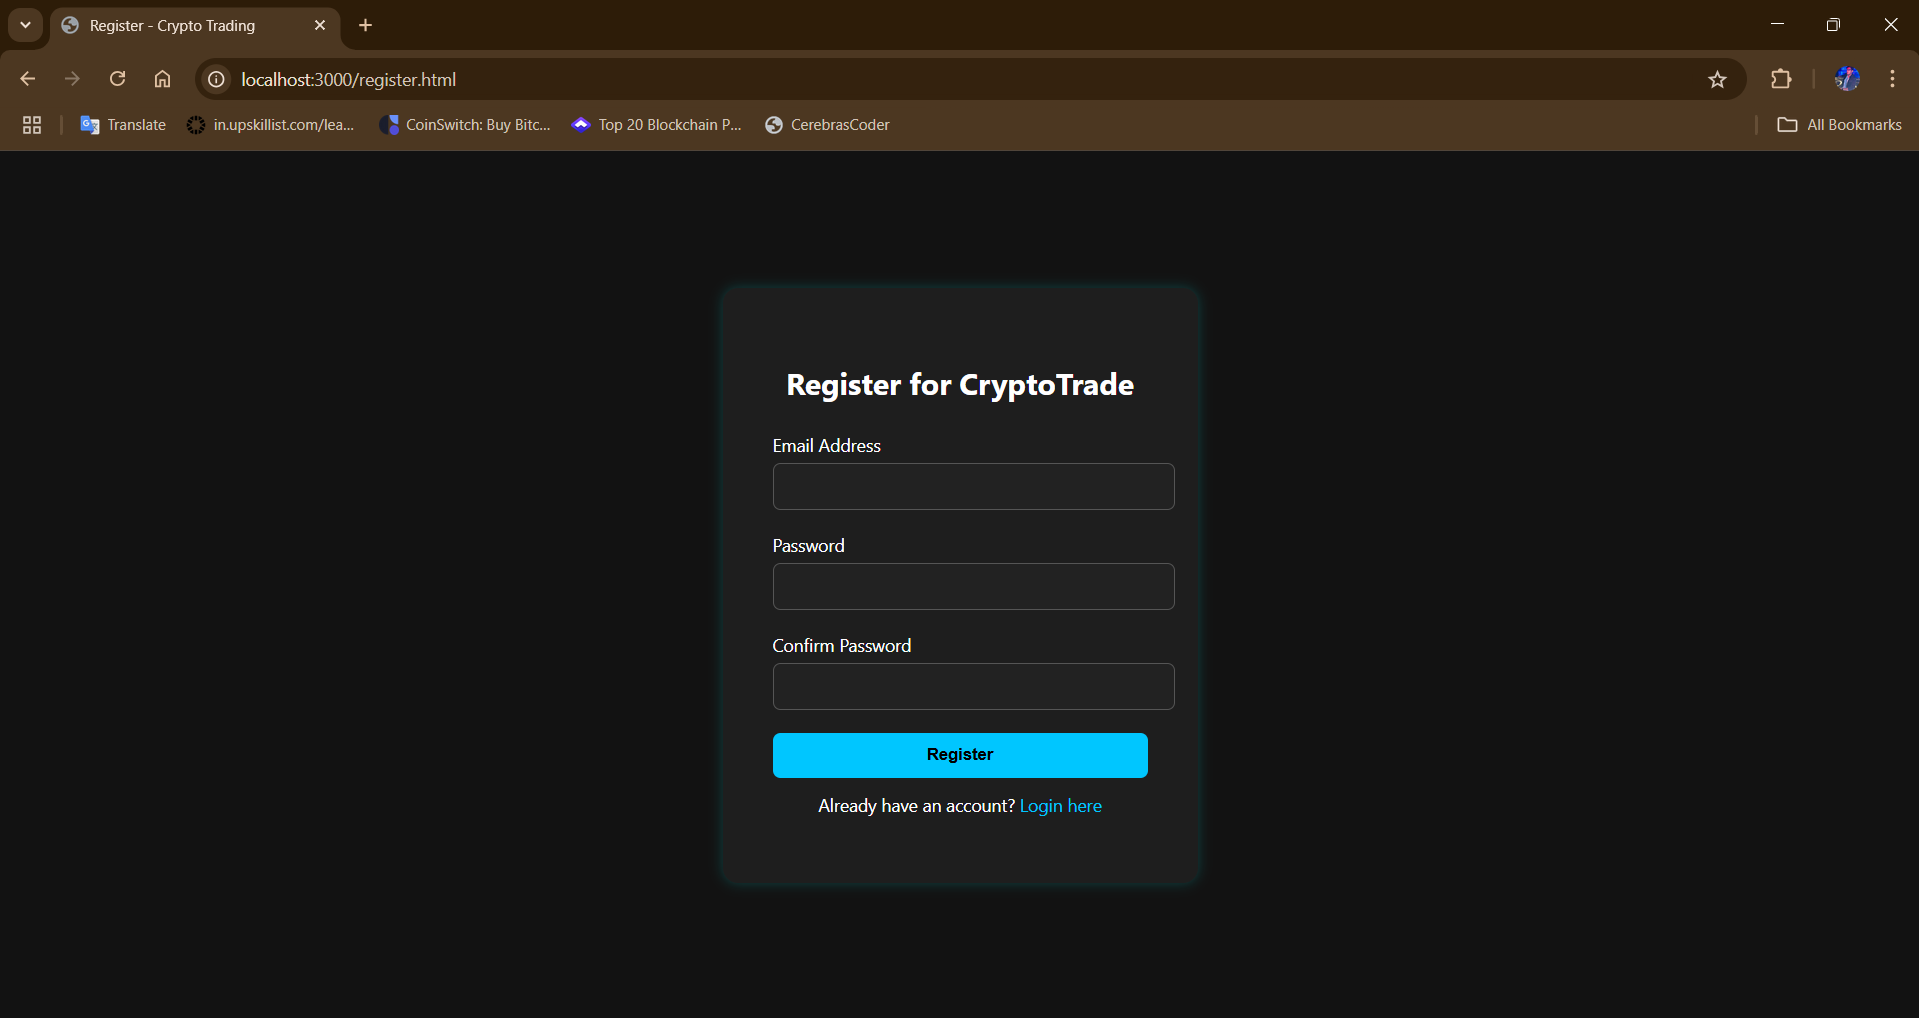 Register - Crypto Trading
localhost:3000/register.html
Translate in.upskillist.com/lea... CoinSwitch: Buy Bitc... Top 20 Blockchain P... CerebrasCoder All Bookmarks
Register for CryptoTrade
Email Address
Password
Confirm Password
Register
Already have an account? Login here